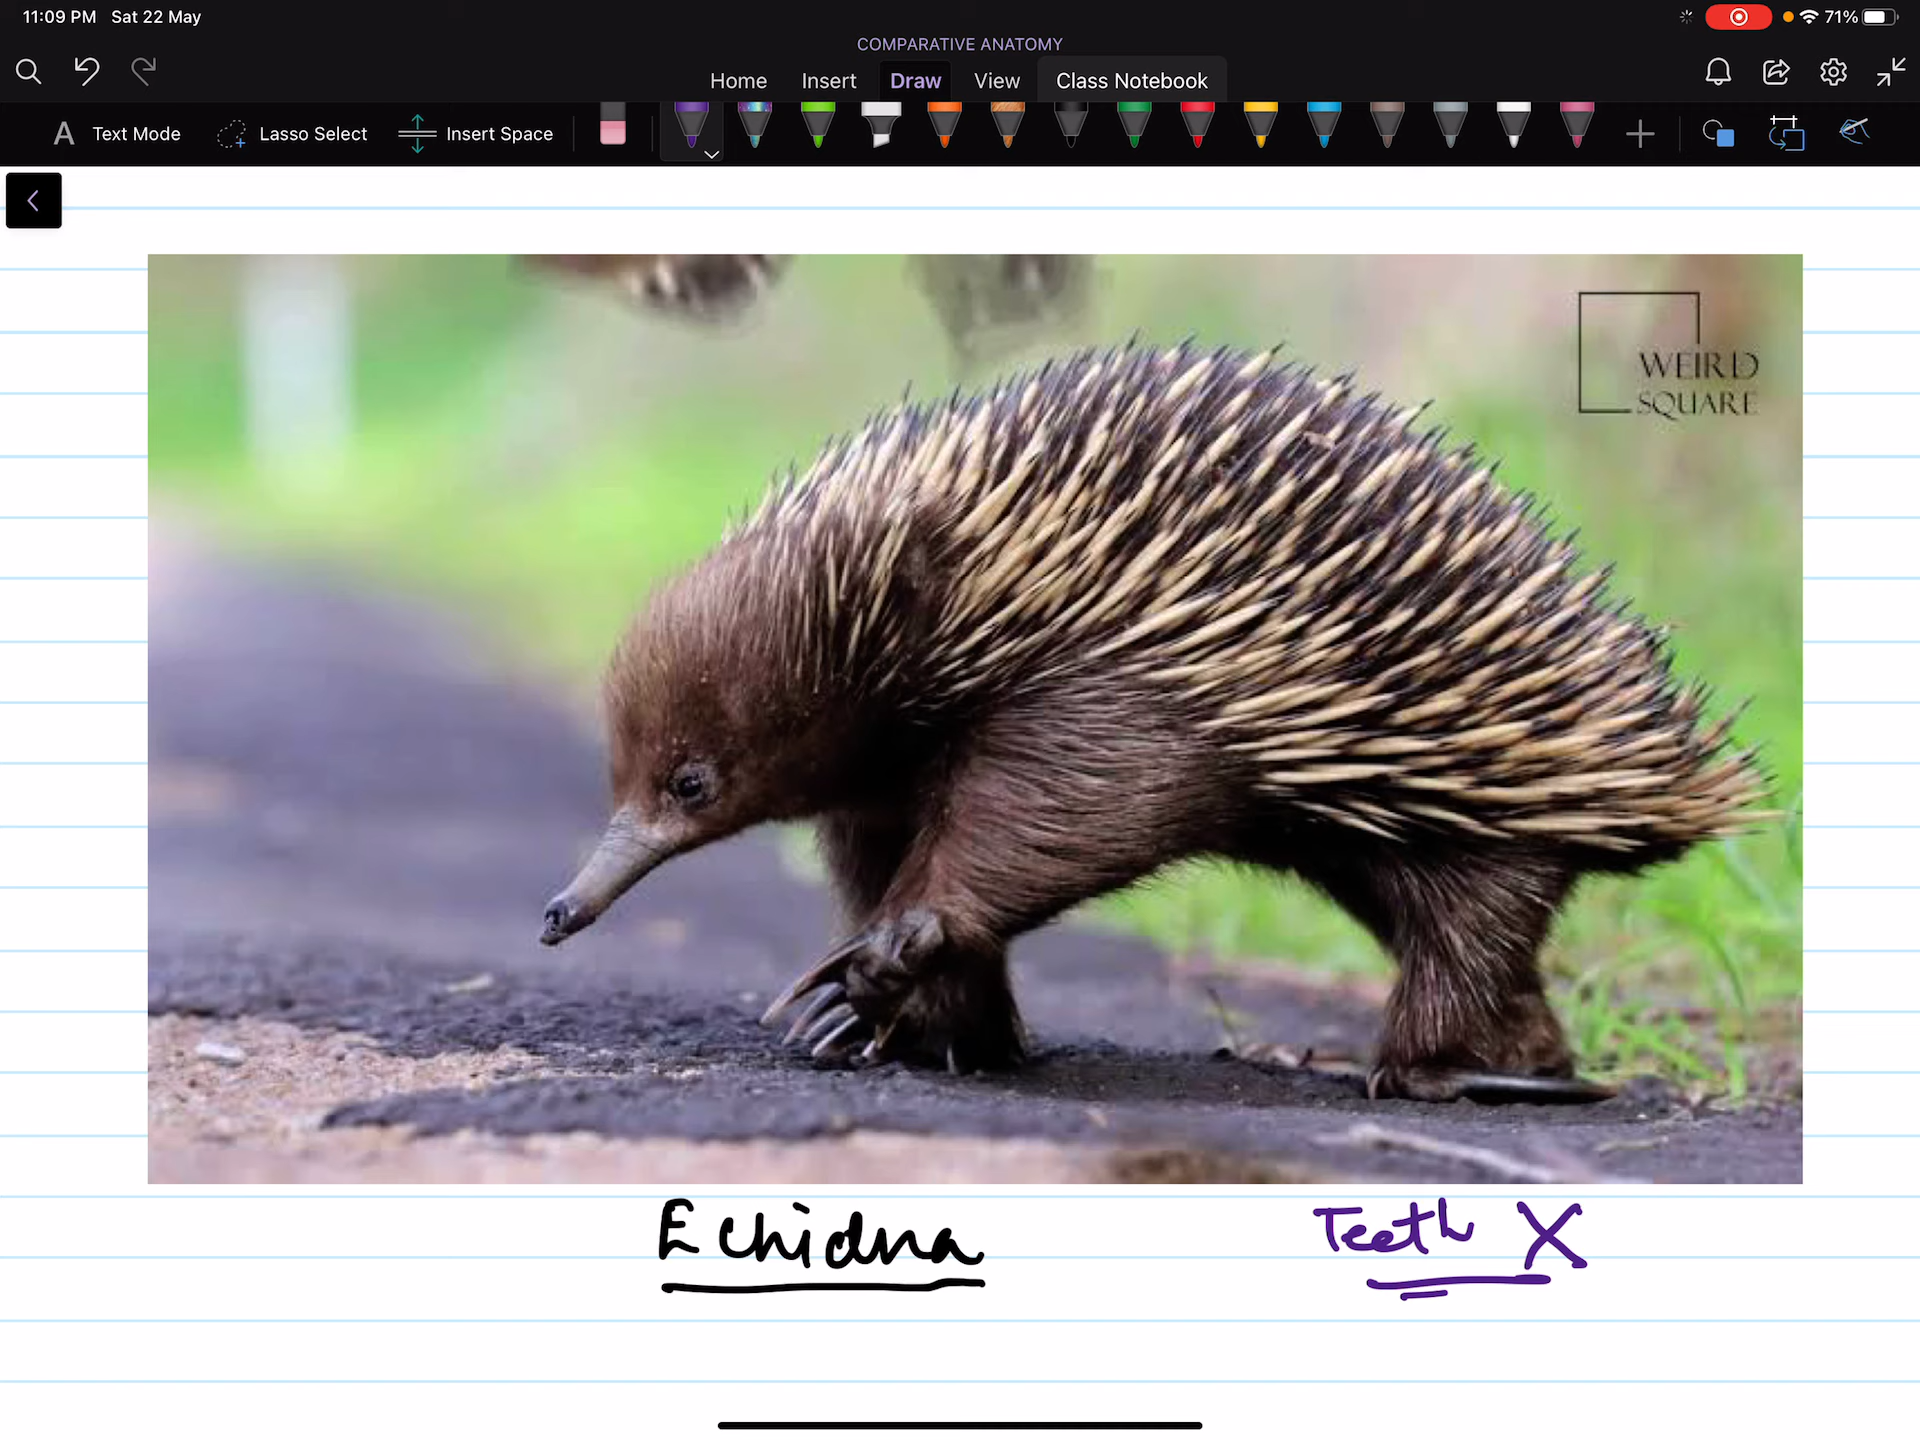 11:09 PM Sat 22 May
71%
COMPARATIVE ANATOMY
Home Insert Draw View Class Notebook
A Text Mode Lasso Select Insert Space
WEIRD
SQUARE
Echidna Teeth X